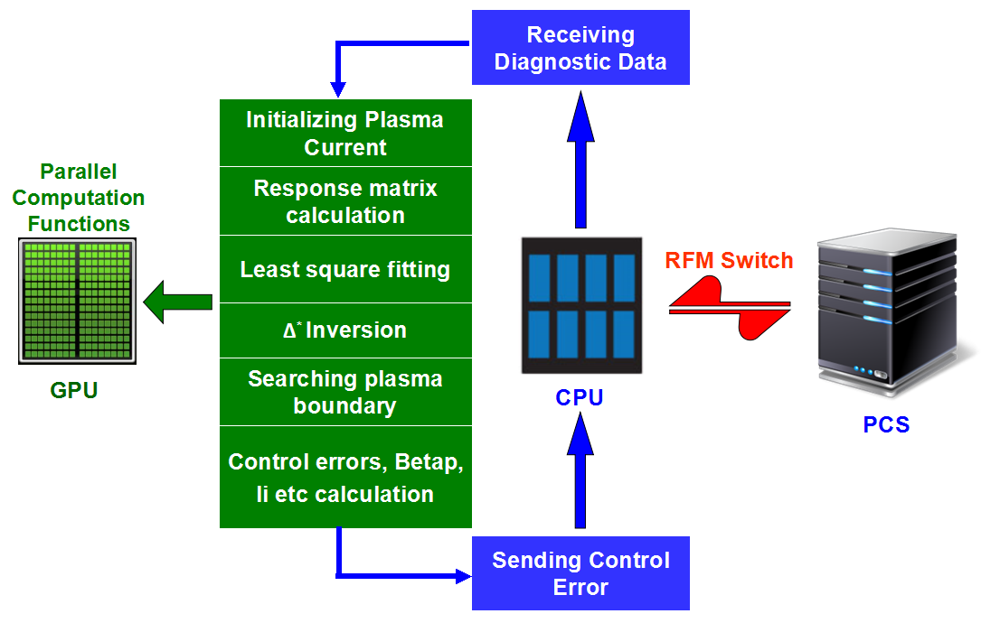 Receiving
Diagnostic Data
Initializing Plasma
Current
Response matrix
calculation
Least square fitting
Δ* Inversion
Searching plasma
boundary
Control errors, Betap,
li etc calculation
Parallel
Computation
Functions
GPU
CPU
RFM Switch
PCS
Sending Control
Error